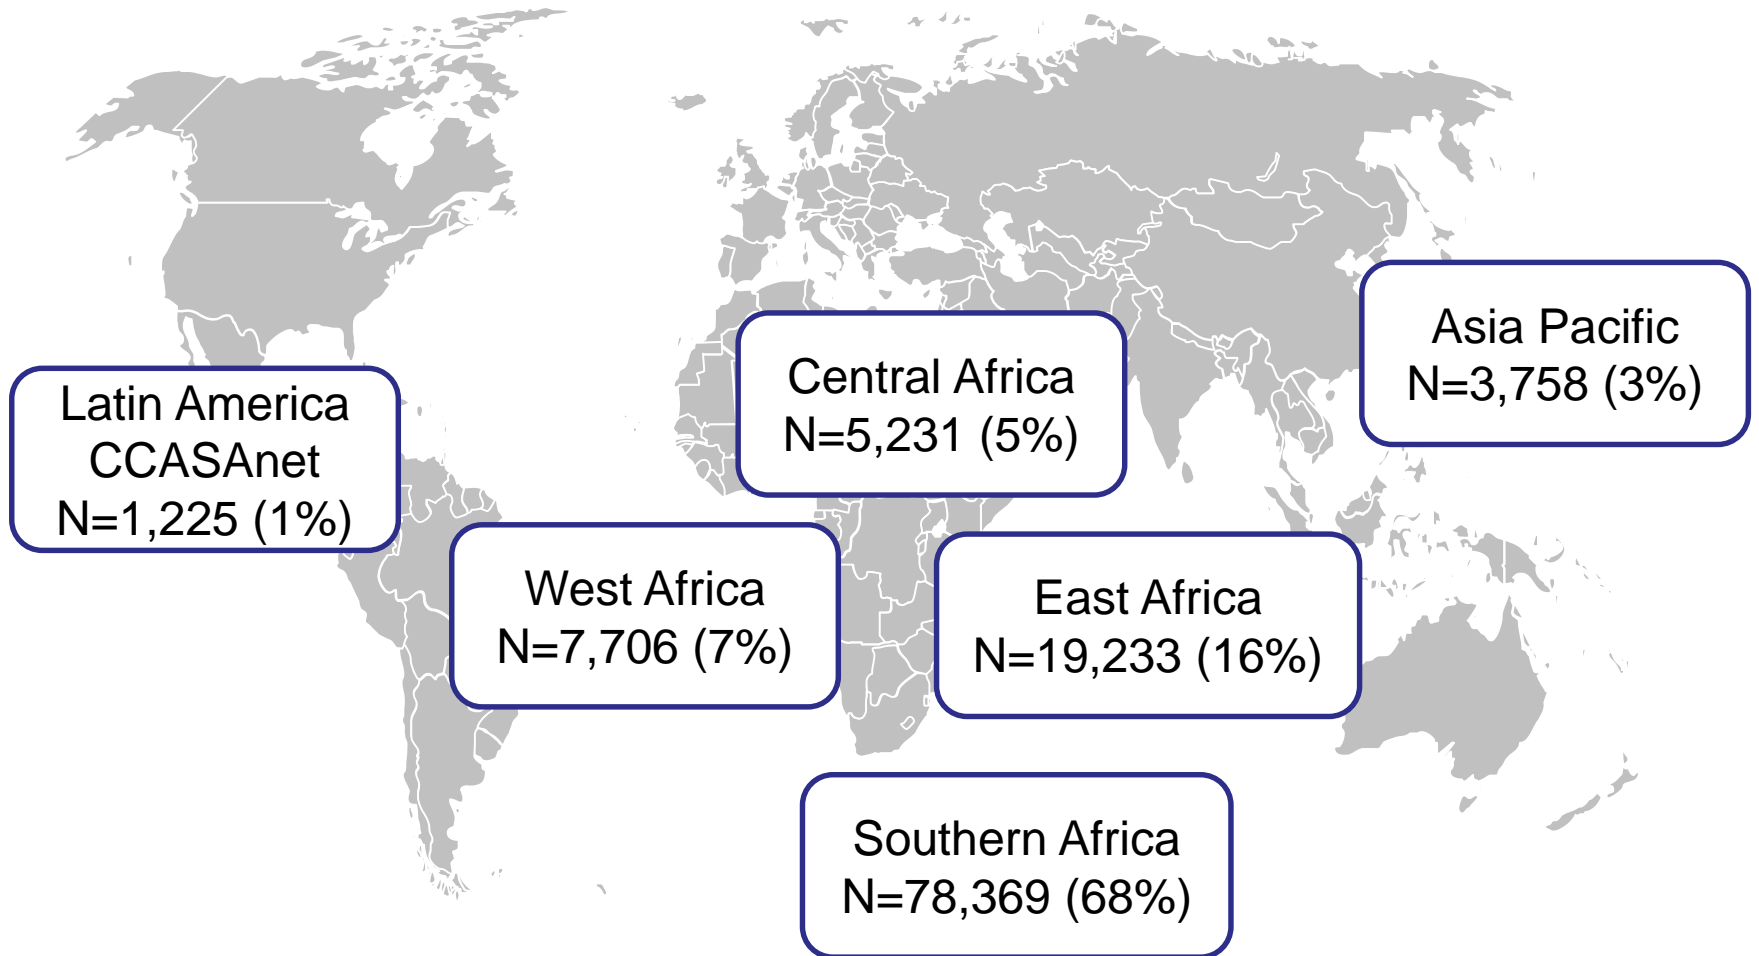 Latin America
CCASAnet
N=1,225 (1%)
Central Africa
N=5,231 (5%)
Asia Pacific
N=3,758 (3%)
West Africa
N=7,706 (7%)
East Africa
N=19,233 (16%)
Southern Africa
N=78,369 (68%)